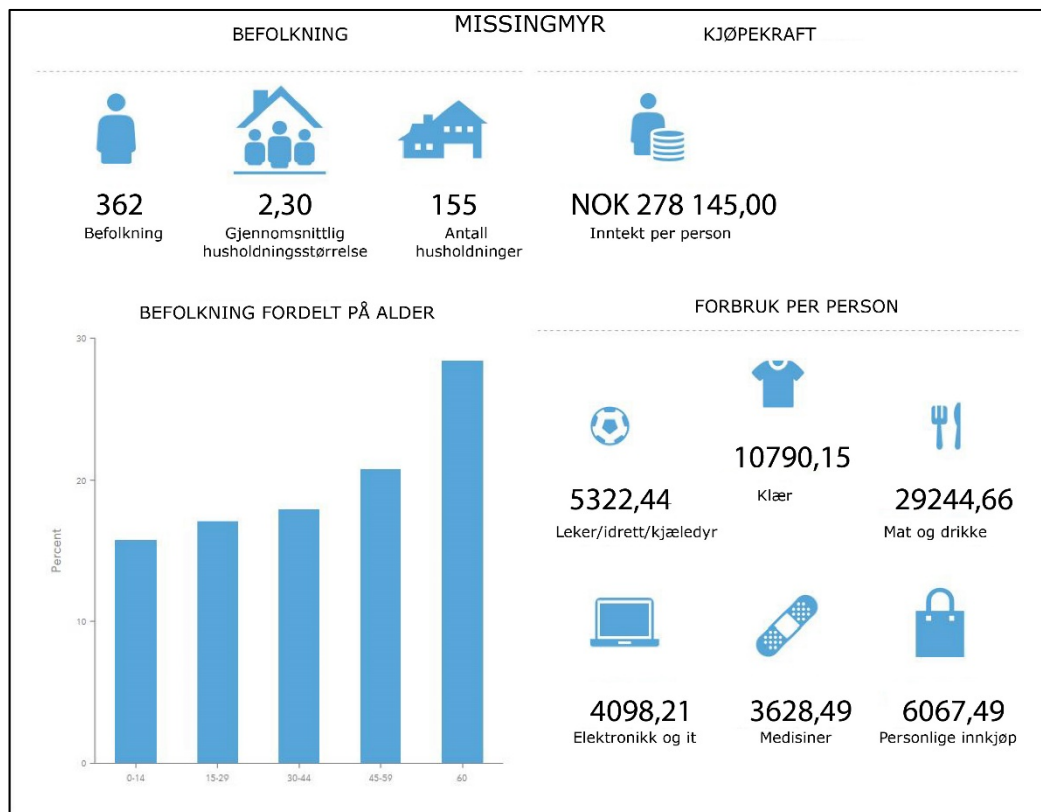 MISSINGMYR
BEFOLKNING
KJØPEKRAFT
362
Befolkning
2,30
Gjennomsnittlig
husholdningsstørrelse
155
Antall
husholdninger
NOK 278 145,00
Inntekt per person
BEFOLKNING FORDELT PÅ ALDER
30
20
10
0
Percent
0-14
15-29
30-44
45-59
60
FORBRUK PER PERSON
5322,44
Leker/idrett/kjæledyr
10790,15
Klær
29244,66
Mat og drikke
4098,21
Elektronikk og it
3628,49
Medisiner
6067,49
Personlige innkjøp